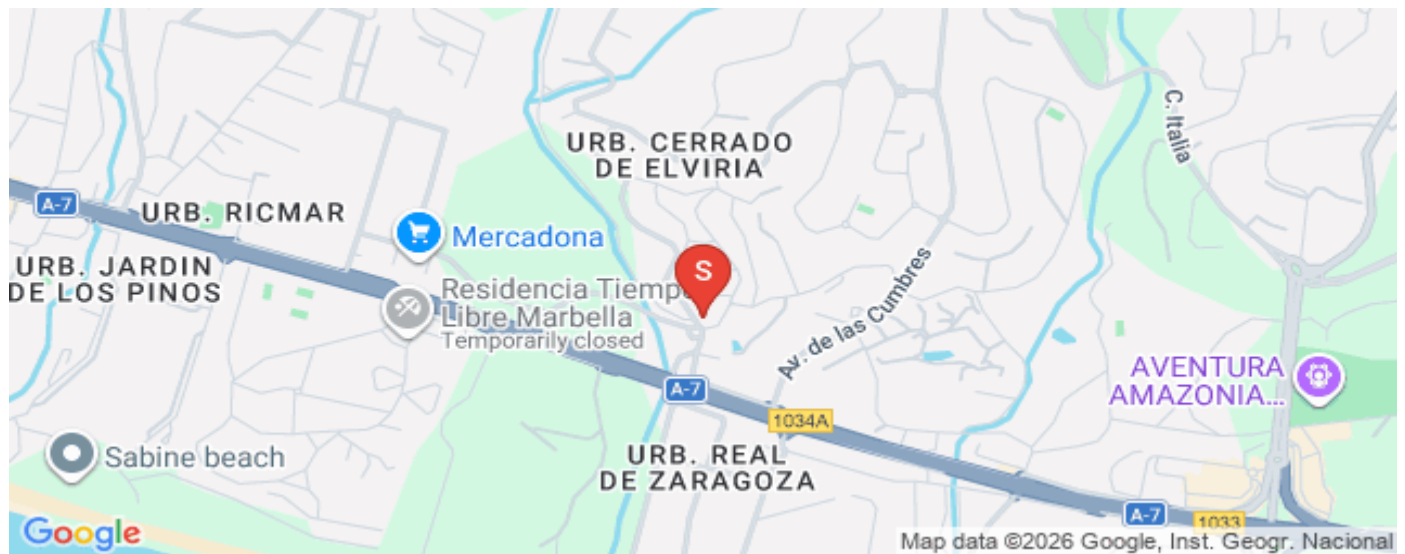 C. Italia
URB. CERRADO
DE ELVIRIA
A-7
URB. RICMAR
Mercadona
URB. JARDIN
DE LOS PINOS
S
Residencia Tiempo
Libre Marbella
Temporarily closed
Av. de las Cumbres
AVENTURA
AMAZONIA...
A-7
1034A
Sabine beach
URB. REAL
DE ZARAGOZA
A-7
1033
Google
Map data ©2026 Google, Inst. Geogr. Nacional